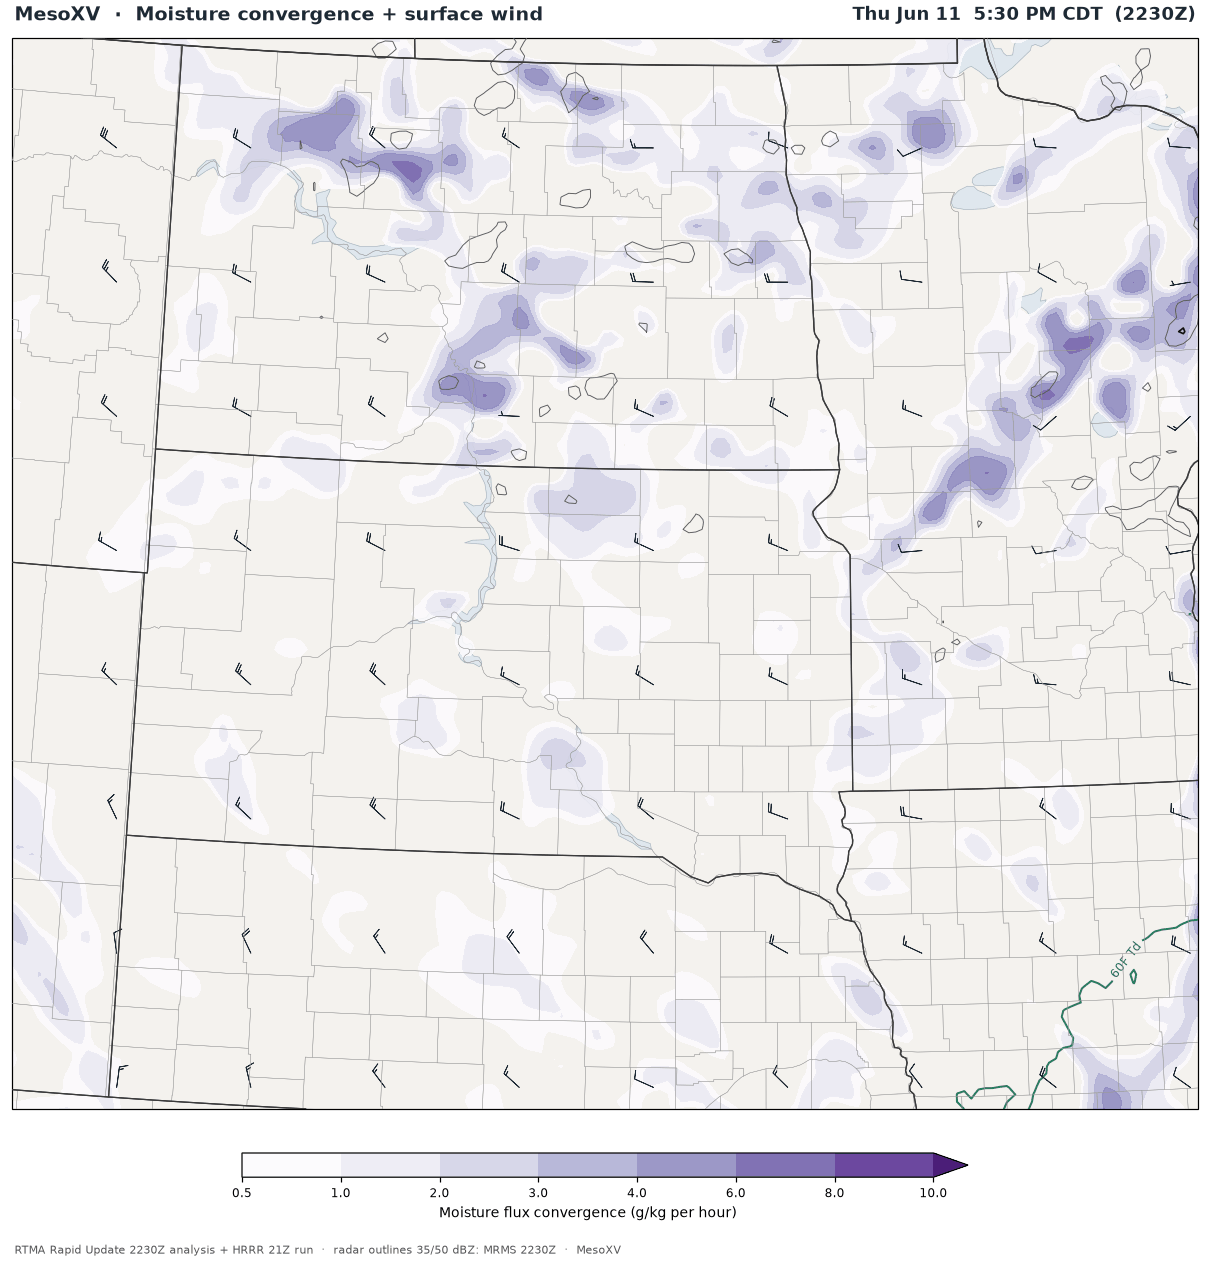 MesoXV · Moisture convergence + surface wind
Thu Jun 11 5:30 PM CDT (2230Z)
60F Td
0.5 1.0 2.0 3.0 4.0 6.0 8.0 10.0
Moisture flux convergence (g/kg per hour)
RTMA Rapid Update 2230Z analysis + HRRR 21Z run · radar outlines 35/50 dBZ: MRMS 2230Z · MesoXV